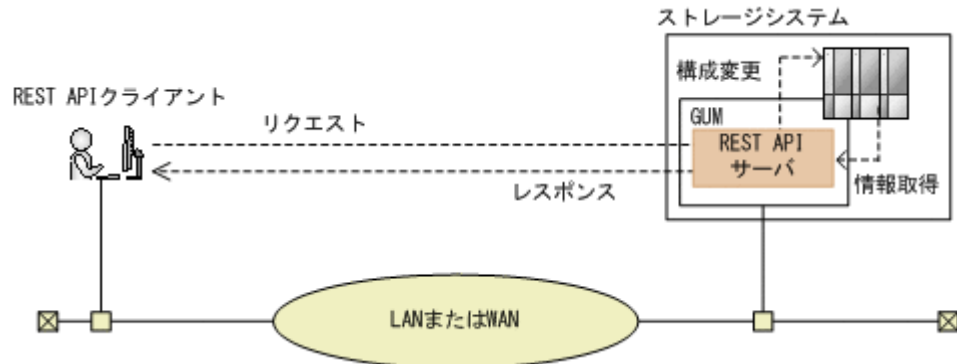 ストレージシステム
構成変更
REST APIクライアント
リクエスト
GUM
REST API
サーバ
情報取得
レスポンス
LANまたはWAN